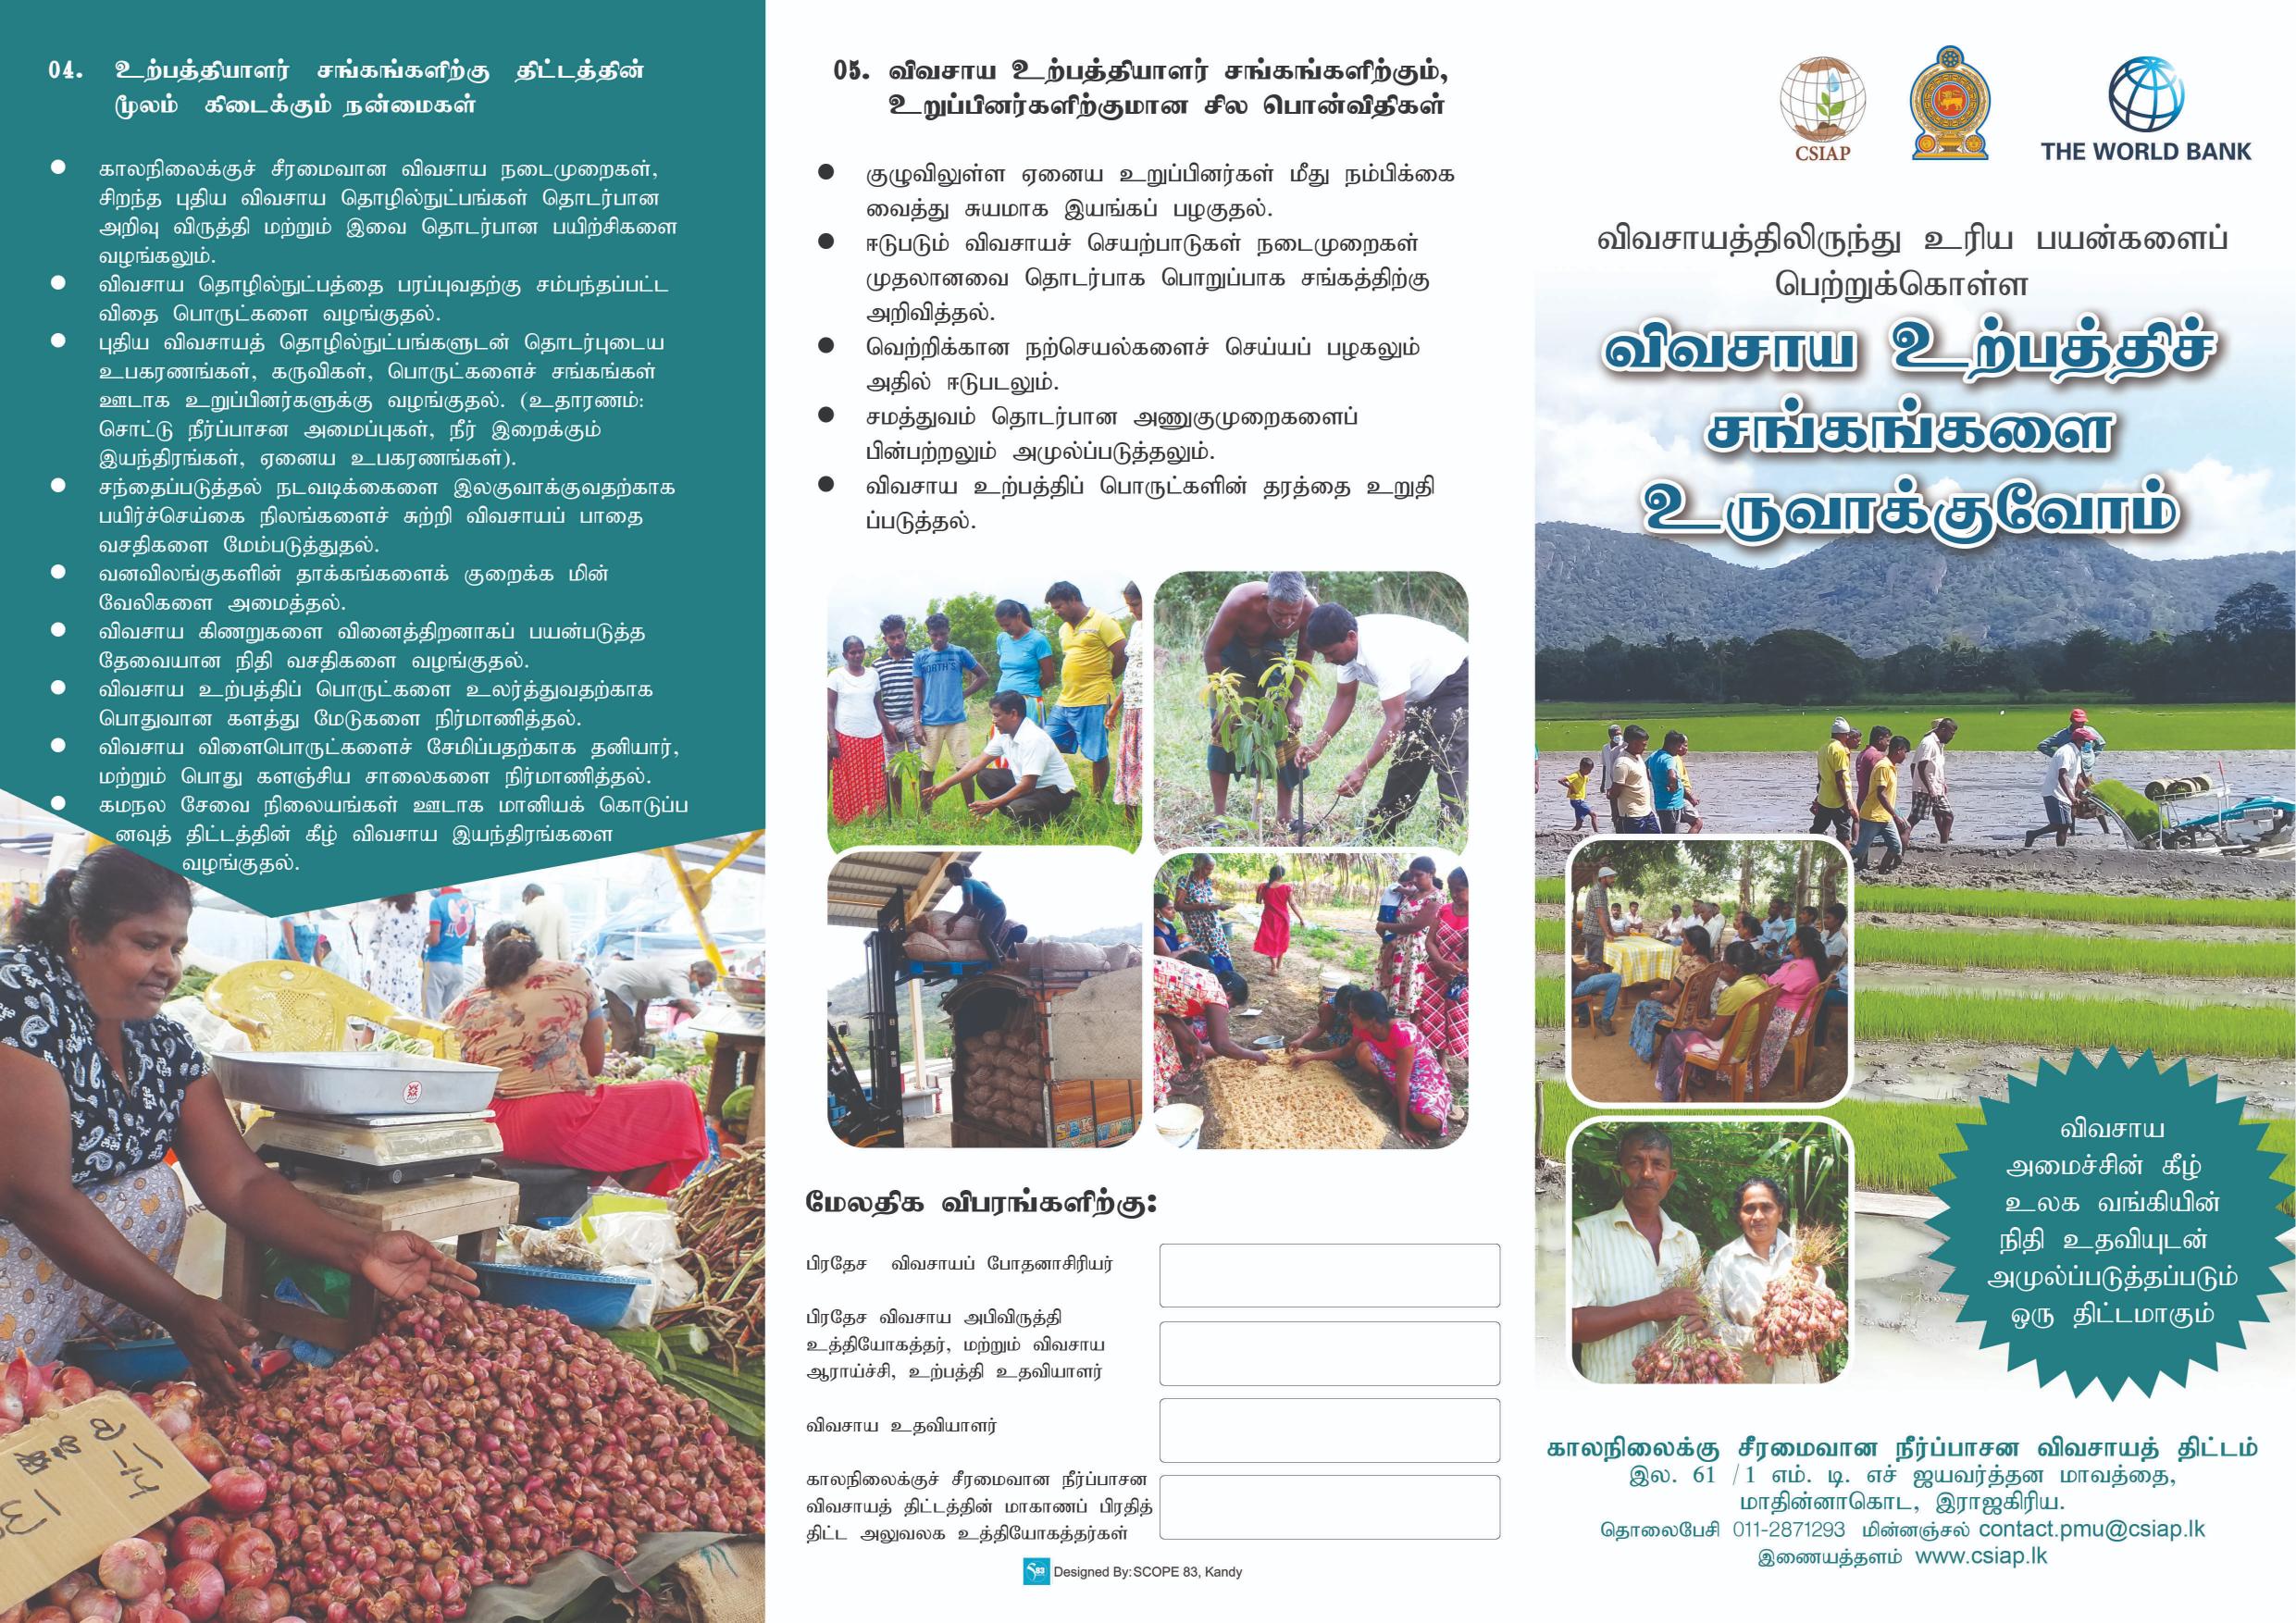 04. உற்பத்தியாளர் சங்கங்களிற்கு திட்டத்தின்
மூலம் கிடைக்கும் நன்மைகள்
● காலநிலைக்குச் சீரமைவான விவசாய நடைமுறைகள்,
சிறந்த புதிய விவசாய தொழில்நுட்பங்கள் தொடர்பான
அறிவு விருத்தி மற்றும் இவை தொடர்பான பயிற்சிகளை
வழங்கலும்.
● விவசாய தொழில்நுட்பத்தை பரப்புவதற்கு சம்பந்தப்பட்ட
விதை பொருட்களை வழங்குதல்.
● புதிய விவசாயத் தொழில்நுட்பங்களுடன் தொடர்புடைய
உபகரணங்கள், கருவிகள், பொருட்களைச் சங்கங்கள்
ஊடாக உறுப்பினர்களுக்கு வழங்குதல். (உதாரணம்:
சொட்டு நீர்ப்பாசன அமைப்புகள், நீர் இறைக்கும்
இயந்திரங்கள், ஏனைய உபகரணங்கள்).
● சந்தைப்படுத்தல் நடவடிக்கைகளை இலகுவாக்குவதற்காக
பயிர்ச்செய்கை நிலங்களைச் சுற்றி விவசாயப் பாதை
வசதிகளை மேம்படுத்துதல்.
● வனவிலங்குகளின் தாக்கங்களைக் குறைக்க மின்
வேலிகளை அமைத்தல்.
● விவசாய கிணறுகளை வினைத்திறனாகப் பயன்படுத்த
தேவையான நிதி வசதிகளை வழங்குதல்.
● விவசாய உற்பத்திப் பொருட்களை உலர்த்துவதற்காக
பொதுவான களத்து மேடுகளை நிர்மாணித்தல்.
● விவசாய விளைபொருட்களைச் சேமிப்பதற்காக தனியார்,
மற்றும் பொது களஞ்சிய சாலைகளை நிர்மாணித்தல்.
● கமநல சேவை நிலையங்கள் ஊடாக மானியக் கொடுப்ப
னவுத் திட்டத்தின் கீழ் விவசாய இயந்திரங்களை
வழங்குதல்.
05. விவசாய உற்பத்தியாளர் சங்கங்களிற்கும்,
உறுப்பினர்களிற்குமான சில பொன்விதிகள்
● குழுவிலுள்ள ஏனைய உறுப்பினர்கள் மீது நம்பிக்கை
வைத்து சுயமாக இயங்கப் பழகுதல்.
● ஈடுபடும் விவசாயச் செயற்பாடுகள் நடைமுறைகள்
முதலானவை தொடர்பாக பொறுப்பாக சங்கத்திற்கு
அறிவித்தல்.
● வெற்றிக்கான நற்செயல்களைச் செய்யப் பழகலும்
அதில் ஈடுபடலும்.
● சமத்துவம் தொடர்பான அணுகுமுறைகளைப்
பின்பற்றலும் அமுல்ப்படுத்தலும்.
● விவசாய உற்பத்திப் பொருட்களின் தரத்தை உறுதி
ப்படுத்தல்.
மேலதிக விபரங்களிற்கு:
பிரதேச விவசாயப் போதனாசிரியர்
பிரதேச விவசாய அபிவிருத்தி
உத்தியோகத்தர், மற்றும் விவசாய
ஆராய்ச்சி, உற்பத்தி உதவியாளர்
விவசாய உதவியாளர்
காலநிலைக்குச் சீரமைவான நீர்ப்பாசன
விவசாயத் திட்டத்தின் மாகாணப் பிரதித்
திட்ட அலுவலக உத்தியோகத்தர்கள்
Designed By:SCOPE 83, Kandy
CSIAP
THE WORLD BANK
விவசாயத்திலிருந்து உரிய பயன்களைப்
பெற்றுக்கொள்ள
விவசாய உற்பத்திச்
சங்கங்களை
உருவாக்குவோம்
விவசாய
அமைச்சின் கீழ்
உலக வங்கியின்
நிதி உதவியுடன்
அமுல்ப்படுத்தப்படும்
ஒரு திட்டமாகும்
காலநிலைக்கு சீரமைவான நீர்ப்பாசன விவசாயத் திட்டம்
இல. 61 /1 எம். டி. எச் ஜயவர்த்தன மாவத்தை,
மாதின்னாகொட, இராஜகிரிய.
தொலைபேசி 011-2871293 மின்னஞ்சல் contact.pmu@csiap.lk
இணையத்தளம் www.csiap.lk